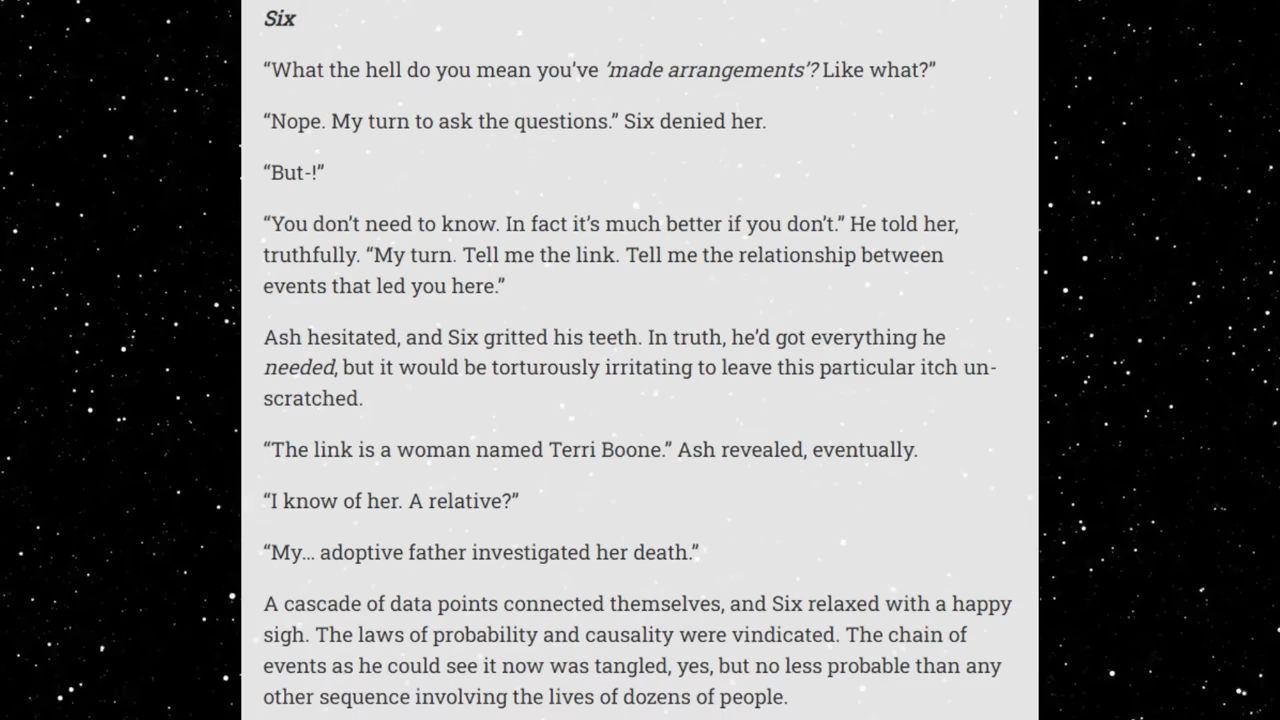 Six
“What the hell do you mean you’ve ’made arrangements’? Like what?”
“Nope. My turn to ask the questions.” Six denied her.
“But-!”
“You don’t need to know. In fact it’s much better if you don’t.” He told her,
truthfully. “My turn. Tell me the link. Tell me the relationship between
events that led you here.”
Ash hesitated, and Six gritted his teeth. In truth, he’d got everything he
needed, but it would be torturously irritating to leave this particular itch un-
scratched.
“The link is a woman named Terri Boone.” Ash revealed, eventually.
“I know of her. A relative?”
“My… adoptive father investigated her death.”
A cascade of data points connected themselves, and Six relaxed with a happy
sigh. The laws of probability and causality were vindicated. The chain of
events as he could see it now was tangled, yes, but no less probable than any
other sequence involving the lives of dozens of people.